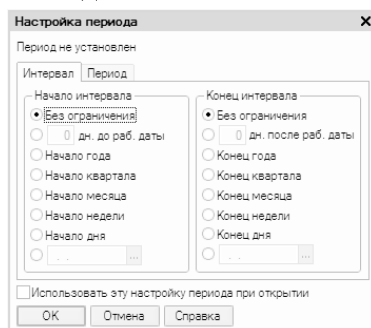 Настройка периода
Период не установлен
Интервал Период
Начало интервала
Без ограничения
0 дн. до раб. даты
Начало года
Начало квартала
Начало месяца
Начало недели
Начало дня
. . ...
Конец интервала
Без ограничения
0 дн. после раб. даты
Конец года
Конец квартала
Конец месяца
Конец недели
Конец дня
. . ...
Использовать эту настройку периода при открытии
OK Отмена Справка